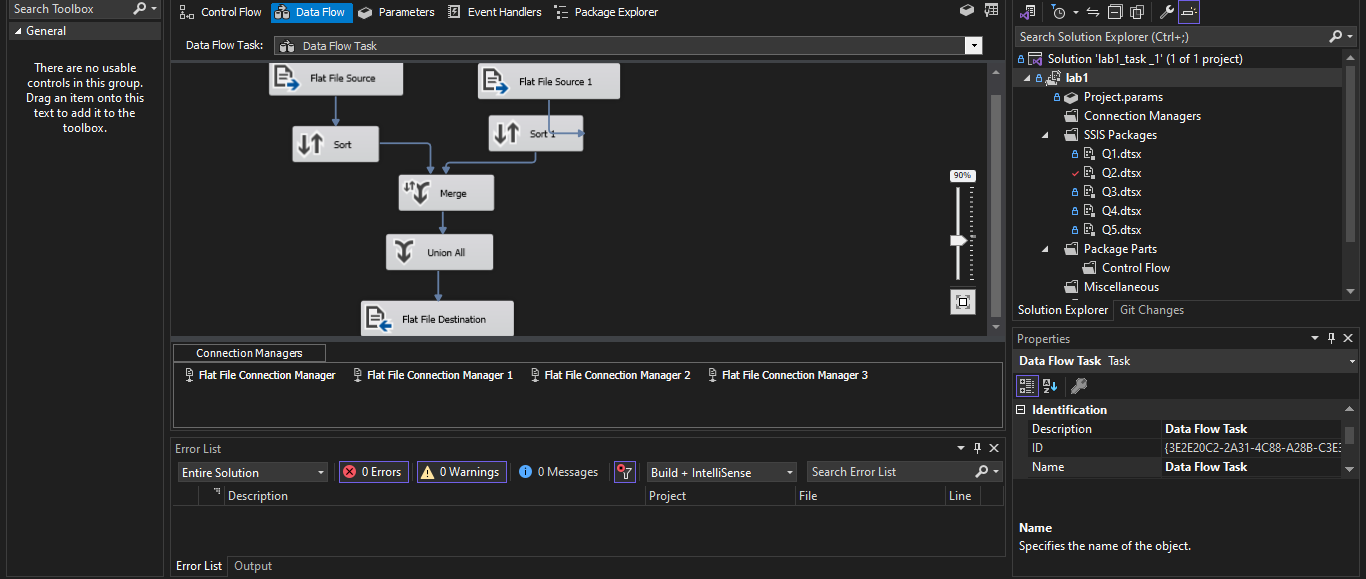 Search Toolbox
General
There are no usable
controls in this group.
Drag an item onto this
text to add it to the
toolbox.
Control Flow
Data Flow
Parameters
Event Handlers
Package Explorer
Data Flow Task:
Data Flow Task
Flat File Source
Flat File Source 1
Sort
Sort 1
Merge
Union All
Flat File Destination
90%
Connection Managers
Flat File Connection Manager
Flat File Connection Manager 1
Flat File Connection Manager 2
Flat File Connection Manager 3
Error List
Entire Solution
0 Errors
0 Warnings
0 Messages
Build + IntelliSense
Search Error List
Description
Project
File
Line
Error List
Output
Search Solution Explorer (Ctrl+;)
Solution 'lab1_task _1' (1 of 1 project)
lab1
Project.params
Connection Managers
SSIS Packages
Q1.dtsx
Q2.dtsx
Q3.dtsx
Q4.dtsx
Q5.dtsx
Package Parts
Control Flow
Miscellaneous
Solution Explorer
Git Changes
Properties
Data Flow Task Task
Identification
Description Data Flow Task
ID {3E2E20C2-2A31-4C88-A28B-C3E3
Name Data Flow Task
Name
Specifies the name of the object.